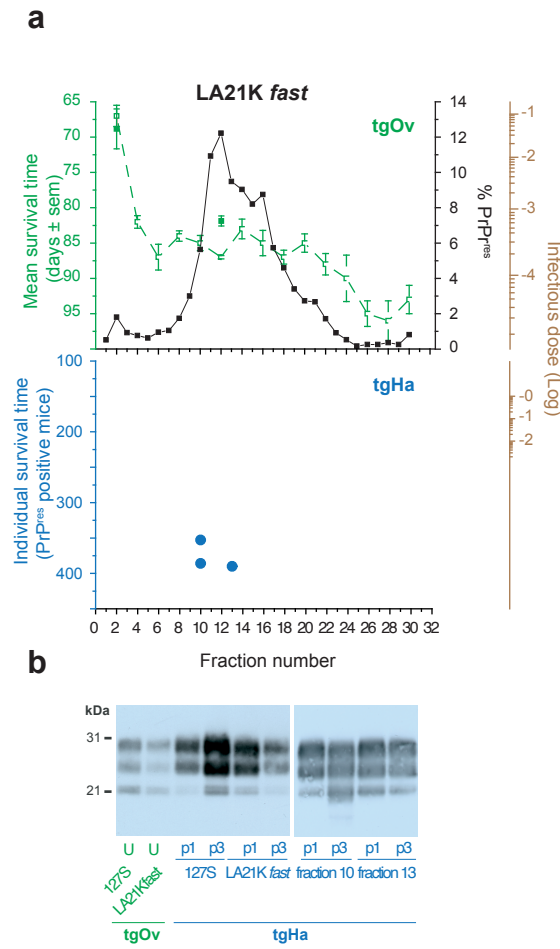 a
LA21K fast
tgOv
Mean survival time
(days ± sem)
65
70
75
80
85
90
95
14
12
10
8
6
4
2
0
% PrPres
-1
-2
-4
Infectious dose (Log)
tgHa
Individual survival time
(PrPres positive mice)
100
200
300
400
-0
-1
-2
0 2 4 6 8 10 12 14 16 18 20 22 24 26 28 30 32
Fraction number
b
kDa
31
21
U U p1 p3 p1 p3 p1 p3 p1 p3
127S LA21Kfast 127S LA21K fast fraction 10 fraction 13
tgOv tgHa